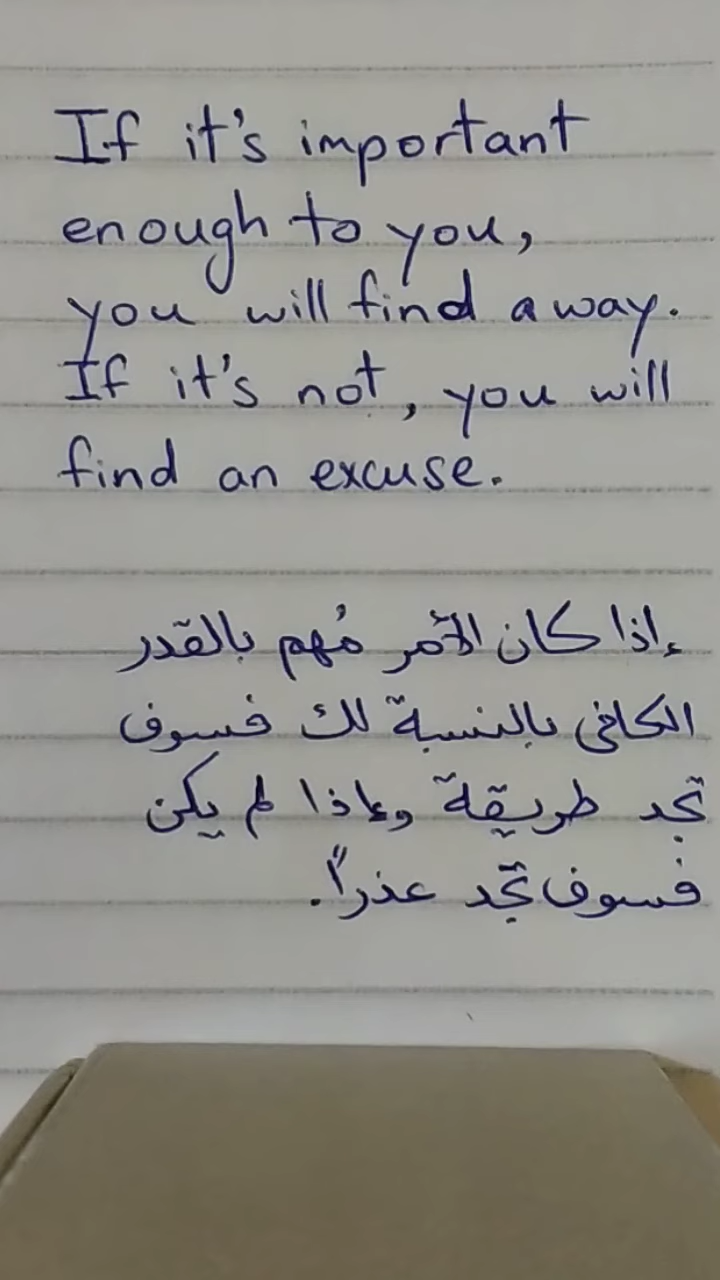 If it's important
enough to you,
you will find a way.
If it's not, you will
find an excuse.
إذا كان الأمر مُهم بالقدر
الكافي بالنسبة لك فسوف
تجد طريقة وإذا لم يكن
فسوف تجد عذراً.